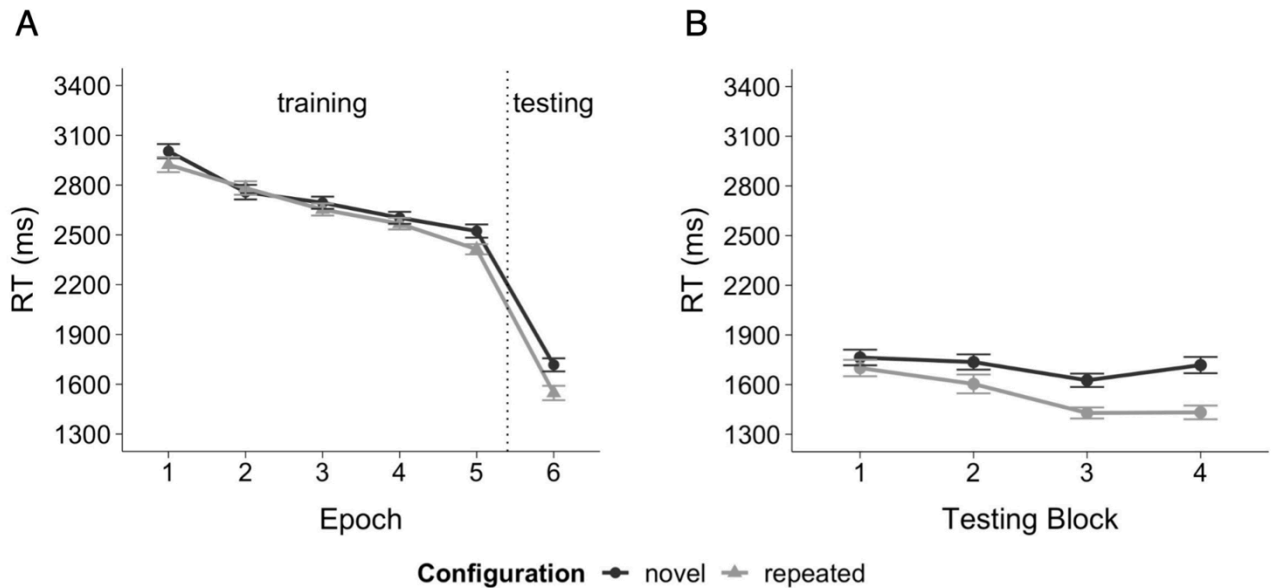 A
3400
3100
2800
2500
2200
1900
1600
1300
RT (ms)
training
testing
1 2 3 4 5 6
Epoch
B
3400
3100
2800
2500
2200
1900
1600
1300
RT (ms)
1 2 3 4
Testing Block
Configuration novel repeated